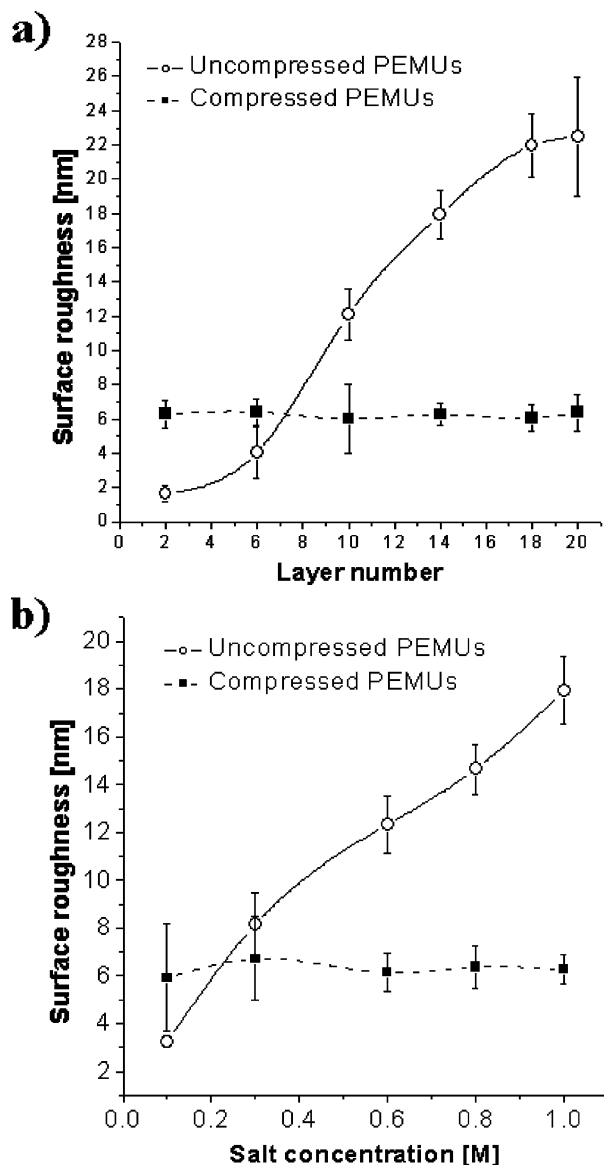 a)
Uncompressed PEMUs
Compressed PEMUs
Surface roughness [nm]
28
26
24
22
20
18
16
14
12
10
8
6
4
2
0
0 2 4 6 8 10 12 14 16 18 20
Layer number
b)
Uncompressed PEMUs
Compressed PEMUs
Surface roughness [nm]
20
18
16
14
12
10
8
6
4
2
0.0 0.2 0.4 0.6 0.8 1.0
Salt concentration [M]